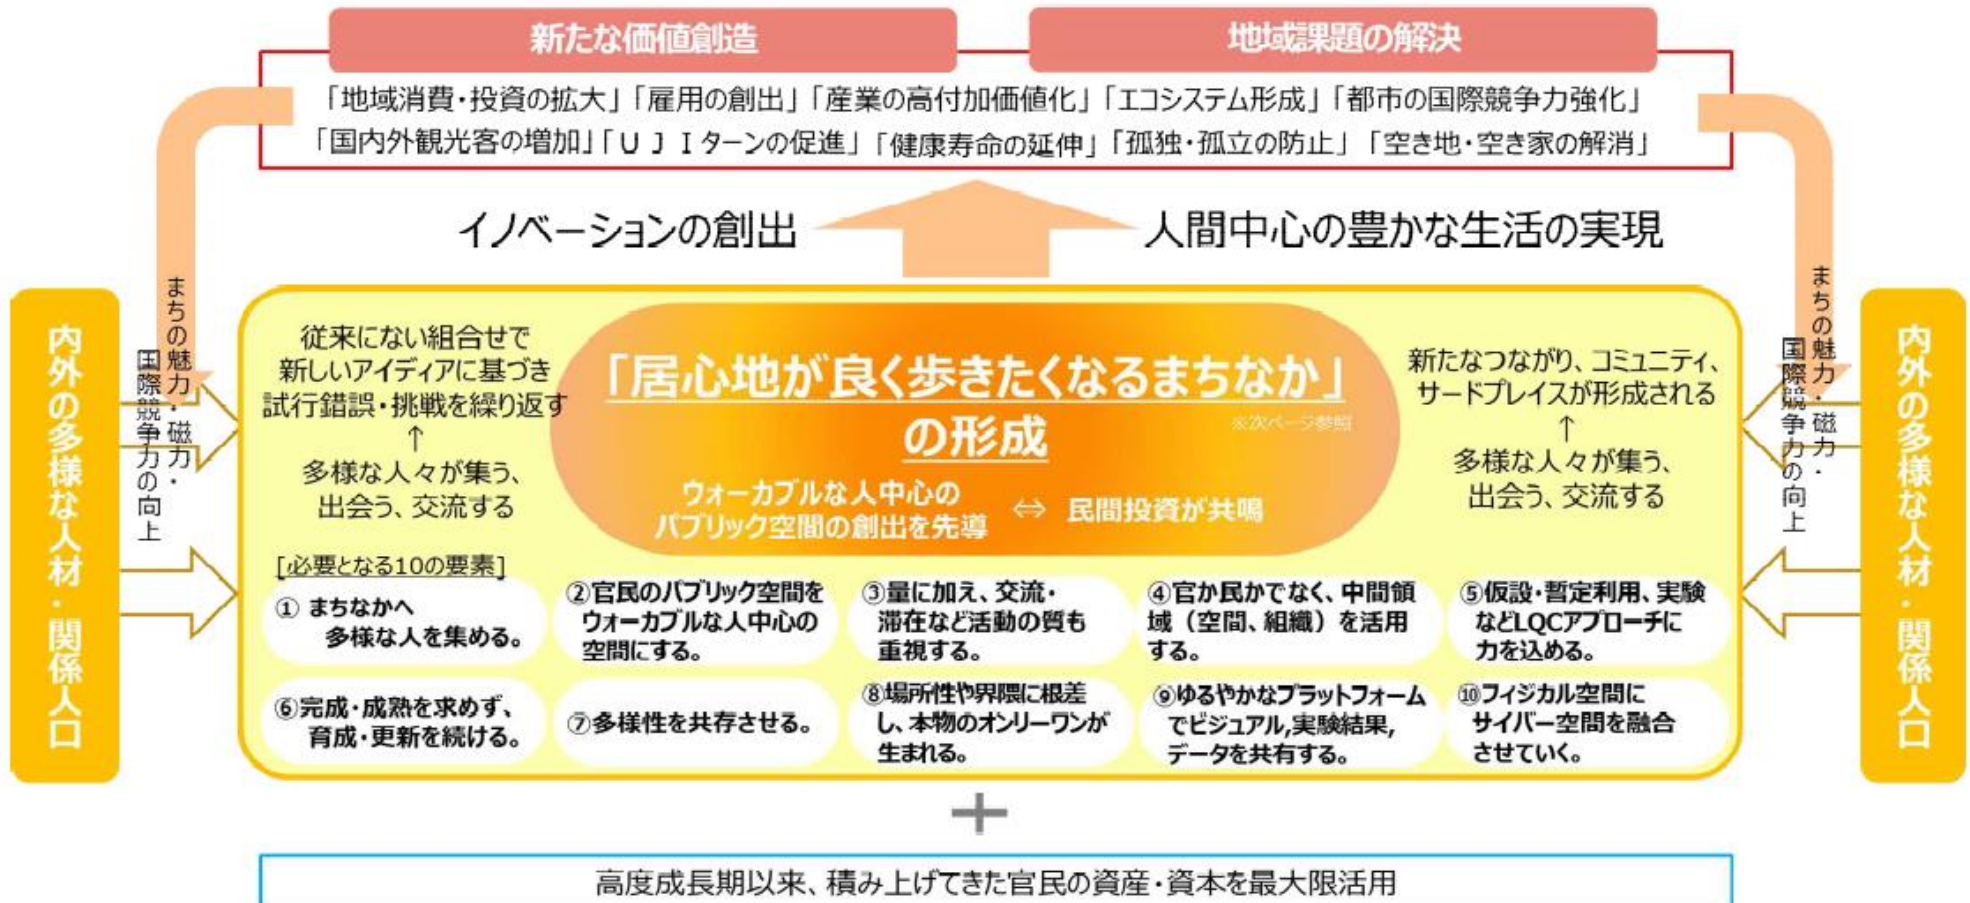 新たな価値創造
地域課題の解決
「地域消費・投資の拡大」「雇用の創出」「産業の高付加価値化」「エコシステム形成」「都市の国際競争力強化」
「国内外観光客の増加」「ＵＪＩターンの促進」「健康寿命の延伸」「孤独・孤立の防止」「空き地・空き家の解消」
イノベーションの創出
人間中心の豊かな生活の実現
内外の多様な人材・関係人口
まちの魅力・磁力・
国際競争力の向上
従来にない組合せで
新しいアイディアに基づき
試行錯誤・挑戦を繰り返す
↑
多様な人々が集う、
出会う、交流する
「居心地が良く歩きたくなるまちなか」
の形成
※次ページ参照
ウォーカブルな人中心の
パブリック空間の創出を先導
⇔
民間投資が共鳴
新たなつながり、コミュニティ、
サードプレイスが形成される
↑
多様な人々が集う、
出会う、交流する
まちの魅力・磁力・
国際競争力の向上
内外の多様な人材・関係人口
[必要となる10の要素]
① まちなかへ
多様な人を集める。
②官民のパブリック空間を
ウォーカブルな人中心の
空間にする。
③量に加え、交流・
滞在など活動の質も
重視する。
④官か民かでなく、中間領
域（空間、組織）を活用
する。
⑤仮設・暫定利用、実験
などLQCアプローチに
力を込める。
⑥完成・成熟を求めず、
育成・更新を続ける。
⑦多様性を共存させる。
⑧場所性や界隈に根差
し、本物のオンリーワンが
生まれる。
⑨ゆるやかなプラットフォーム
でビジュアル,実験結果,
データを共有する。
⑩フィジカル空間に
サイバー空間を融合
させていく。
＋
高度成長期以来、積み上げてきた官民の資産・資本を最大限活用